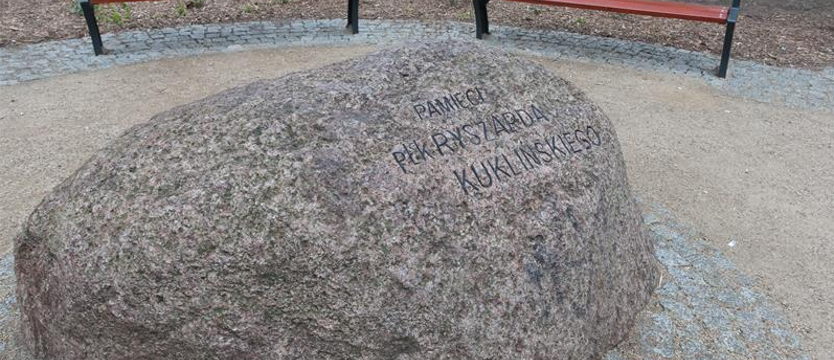 PAMIĘCI
PŁK RYSZARDA
KUKLIŃSKIEGO